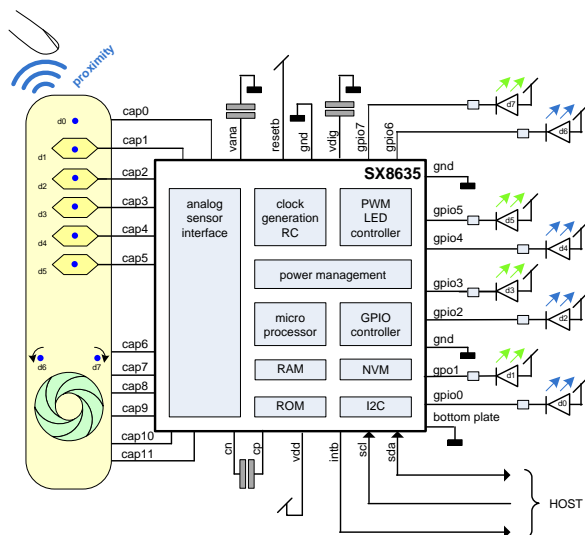 proximity
d0
cap0
d1
cap1
d2
cap2
d3
cap3
d4
cap4
d5
cap5
cap6
d6
d7
cap7
cap8
cap9
cap10
cap11
vana
resetb
gnd
vdig
gpio7
gpio6
SX8635
analog
sensor
interface
clock
generation
RC
PWM
LED
controller
power management
micro
processor
GPIO
controller
RAM
NVM
ROM
I2C
d7
d6
gnd
gpio5
d5
gpio4
d4
gpio3
d3
gpio2
d2
gnd
gpo1
d1
gpio0
d0
bottom plate
cn
cp
vdd
intb
scl
sda
HOST